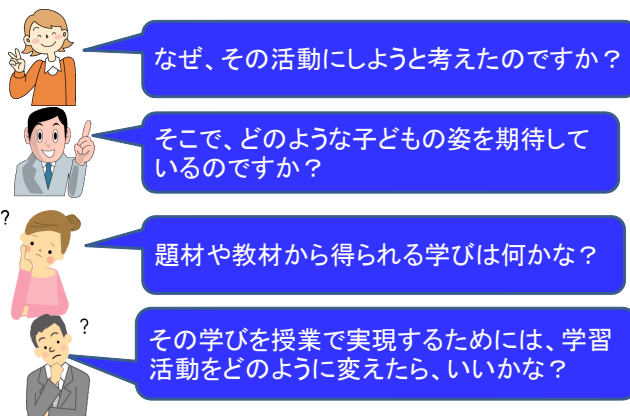 なぜ、その活動にしようと考えたのですか？
そこで、どのような子どもの姿を期待して
いるのですか？
?
題材や教材から得られる学びは何かな？
?
その学びを授業で実現するためには、学習
活動をどのように変えたら、いいかな？